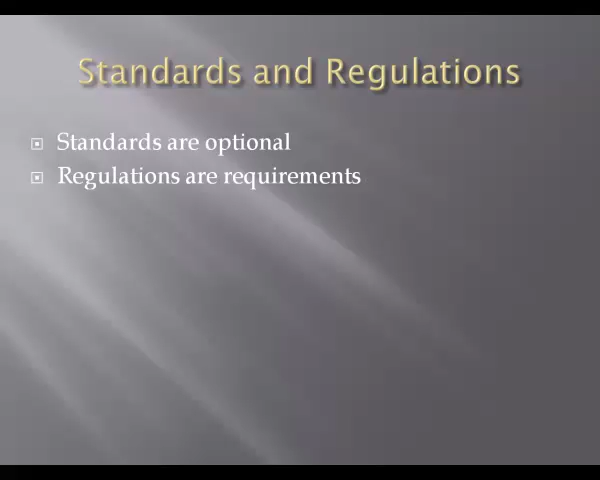 Standards and Regulations
Standards are optional
Regulations are requirements